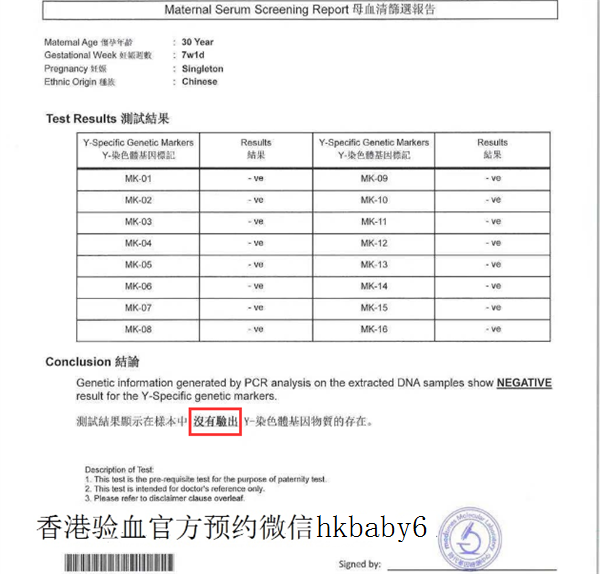 Maternal Serum Screening Report 母血清篩選報告
Maternal Age 懷孕年齡 : 30 Year
Gestational Week 妊娠週數 : 7w1d
Pregnancy 妊娠 : Singleton
Ethnic Origin 種族 : Chinese
Test Results 測試結果
Y-Specific Genetic Markers Results Y-Specific Genetic Markers Results
Y-染色體基因標記 結果 Y-染色體基因標記 結果
MK-01 - ve MK-09 - ve
MK-02 - ve MK-10 - ve
MK-03 - ve MK-11 - ve
MK-04 - ve MK-12 - ve
MK-05 - ve MK-13 - ve
MK-06 - ve MK-14 - ve
MK-07 - ve MK-15 - ve
MK-08 - ve MK-16 - ve
Conclusion 結論
Genetic information generated by PCR analysis on the extracted DNA samples show NEGATIVE
result for the Y-Specific genetic markers.
測試結果顯示在樣本中 沒有驗出 Y-染色體基因物質的存在。
Description of Test:
1. This test is the pre-requisite test for the purpose of paternity test.
2. This test is intended for doctor's reference only.
3. Please refer to disclaimer clause overleaf.
香港验血官方预约微信hkbaby6
Signed by: